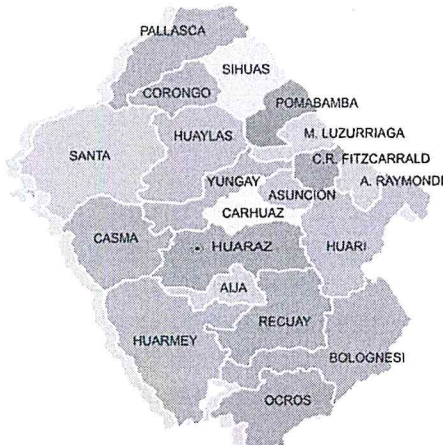 PALLASCA
SIHUAS
CORONGO
POMABAMBA
HUAYLAS
M. LUZURRIAGA
SANTA
C.R. FITZCARRALD
YUNGAY
A. RAYMONDI
ASUNCIÓN
CARHUAZ
CASMA
HUARAZ
HUARI
AIJA
RECUAY
HUARMEY
BOLOGNESI
OCROS